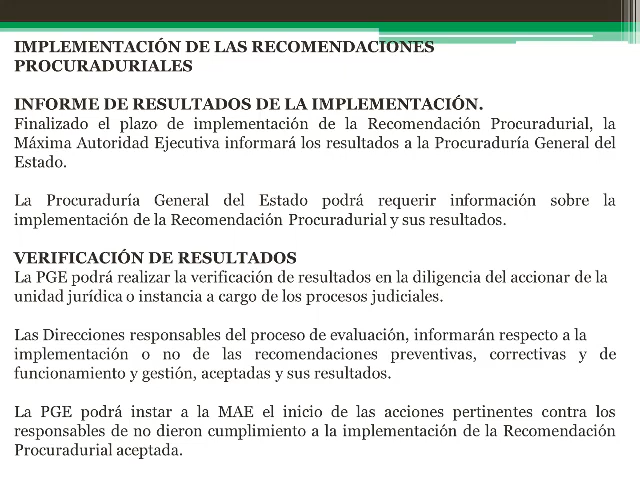 IMPLEMENTACIÓN DE LAS RECOMENDACIONES
PROCURADURIALES
INFORME DE RESULTADOS DE LA IMPLEMENTACIÓN.
Finalizado el plazo de implementación de la Recomendación Procuradurial, la
Máxima Autoridad Ejecutiva informará los resultados a la Procuraduría General del
Estado.
La Procuraduría General del Estado podrá requerir información sobre la
implementación de la Recomendación Procuradurial y sus resultados.
VERIFICACIÓN DE RESULTADOS
La PGE podrá realizar la verificación de resultados en la diligencia del accionar de la
unidad jurídica o instancia a cargo de los procesos judiciales.
Las Direcciones responsables del proceso de evaluación, informarán respecto a la
implementación o no de las recomendaciones preventivas, correctivas y de
funcionamiento y gestión, aceptadas y sus resultados.
La PGE podrá instar a la MAE el inicio de las acciones pertinentes contra los
responsables de no dieron cumplimiento a la implementación de la Recomendación
Procuradurial aceptada.